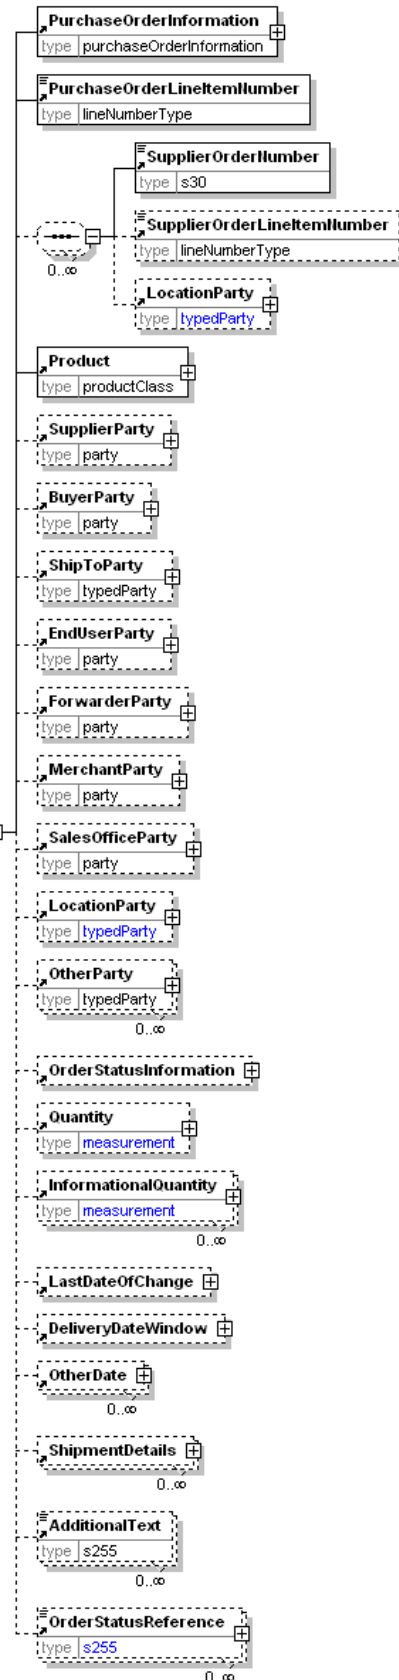 PurchaseOrderInformation
type purchaseOrderInformation
PurchaseOrderLineItemNumber
type lineNumberType
SupplierOrderNumber
type s30
SupplierOrderLineItemNumber
type lineNumberType
0..∞
LocationParty
type typedParty
Product
type productClass
SupplierParty
type party
BuyerParty
type party
ShipToParty
type typedParty
EndUserParty
type party
ForwarderParty
type party
MerchantParty
type party
SalesOfficeParty
type party
LocationParty
type typedParty
OtherParty
type typedParty
0..∞
OrderStatusInformation
Quantity
type measurement
InformationalQuantity
type measurement
0..∞
LastDateOfChange
DeliveryDateWindow
OtherDate
0..∞
ShipmentDetails
0..∞
AdditionalText
type s255
0..∞
OrderStatusReference
type s255
0..∞